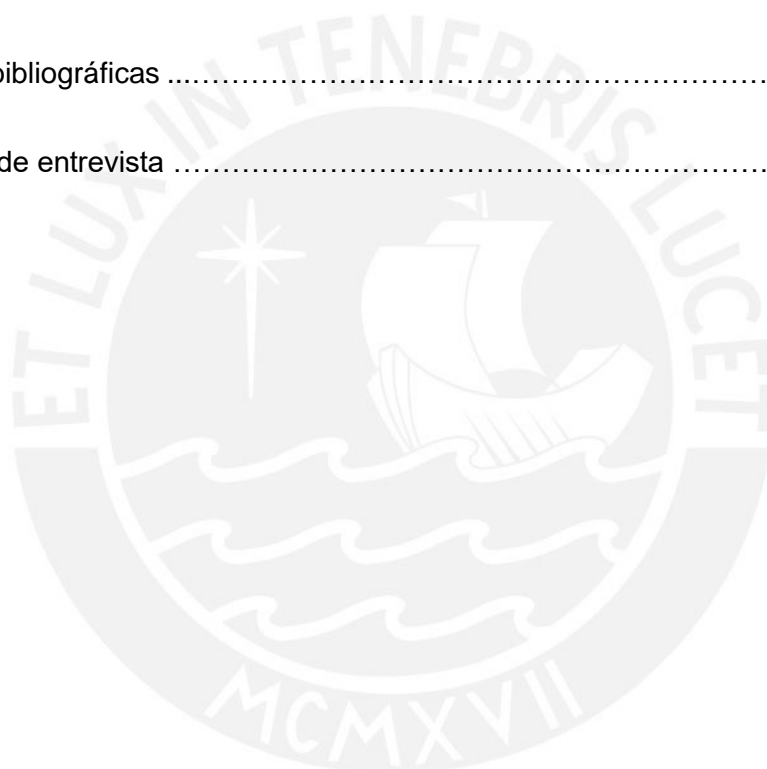 bibliográficas ...……………………………………………………
de entrevista ……………………………………………………
ET LUX IN TENEBRIS LUCET
MCMXVII